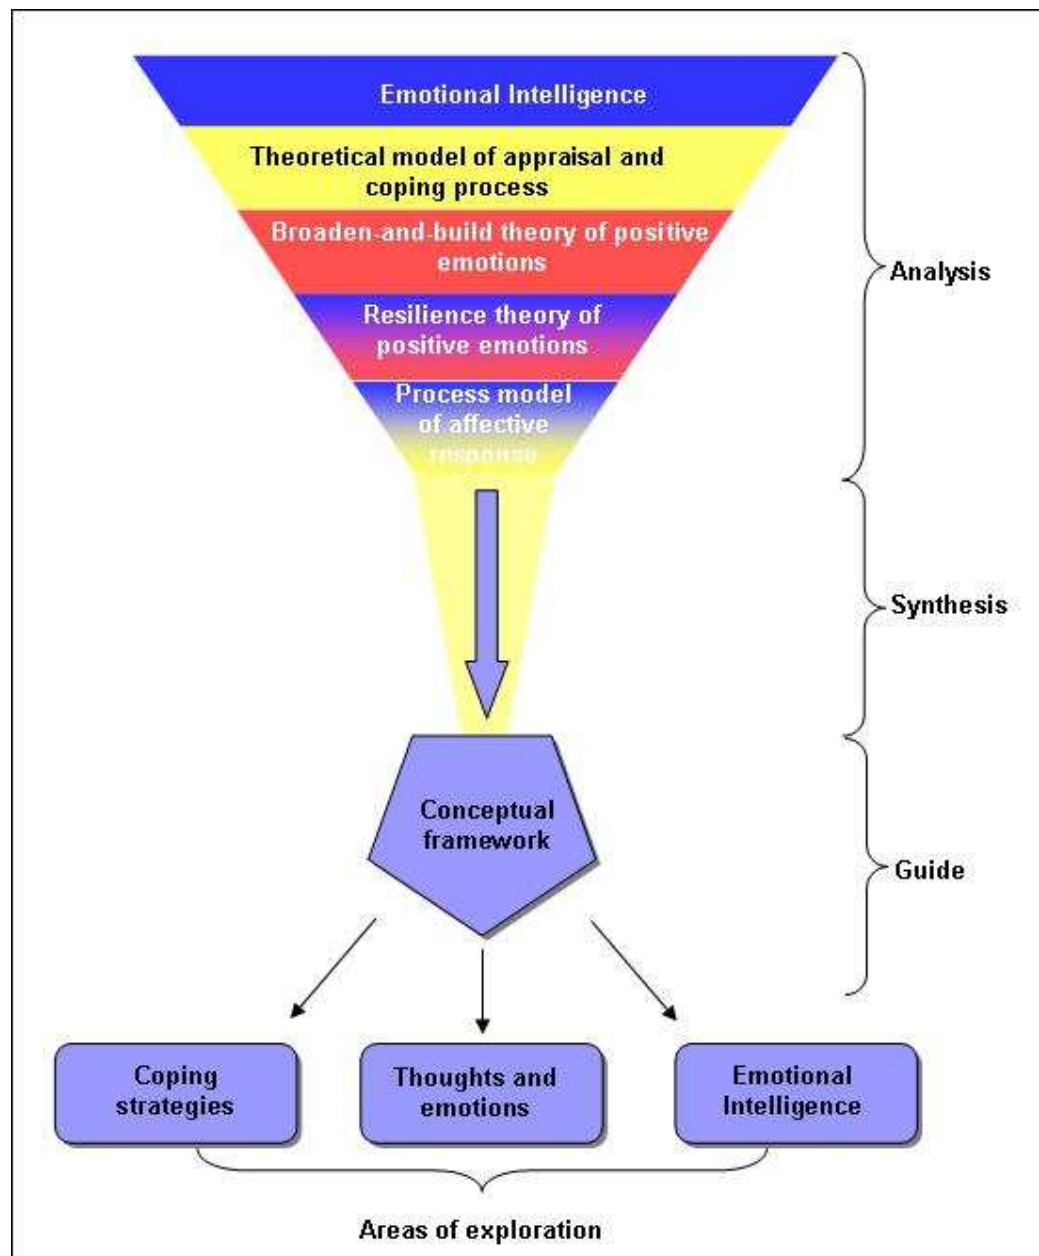 Emotional Intelligence
Theoretical model of appraisal and
coping process
Broaden-and-build theory of positive
emotions
Resilience theory of
positive emotions
Process model
of affective
response
Analysis
Synthesis
Conceptual
framework
Guide
Coping
strategies
Thoughts and
emotions
Emotional
Intelligence
Areas of exploration